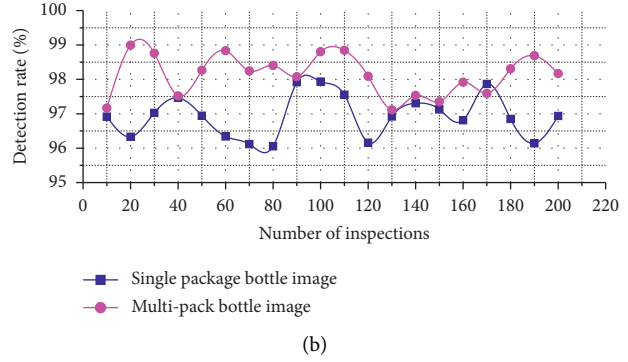 100
99
98
97
96
95
Detection rate (%)
0 20 40 60 80 100 120 140 160 180 200 220
Number of inspections
Single package bottle image
Multi-pack bottle image
(b)